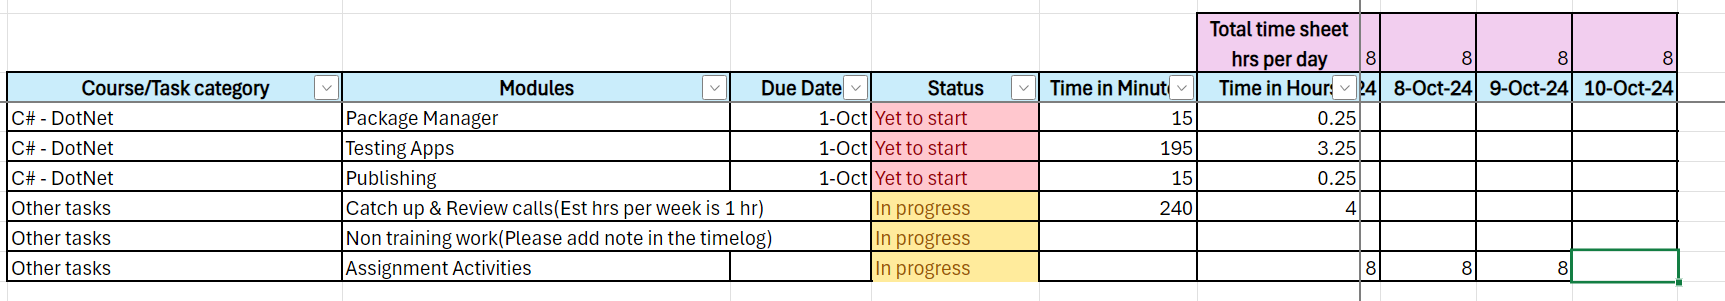 Total time sheet
hrs per day 8 8 8 8
Course/Task category Modules Due Date Status Time in Minut Time in Hours 24 8-Oct-24 9-Oct-24 10-Oct-24
C# - DotNet Package Manager 1-Oct Yet to start 15 0.25
C# - DotNet Testing Apps 1-Oct Yet to start 195 3.25
C# - DotNet Publishing 1-Oct Yet to start 15 0.25
Other tasks Catch up & Review calls(Est hrs per week is 1 hr) In progress 240 4
Other tasks Non training work(Please add note in the timelog) In progress
Other tasks Assignment Activities In progress 8 8 8